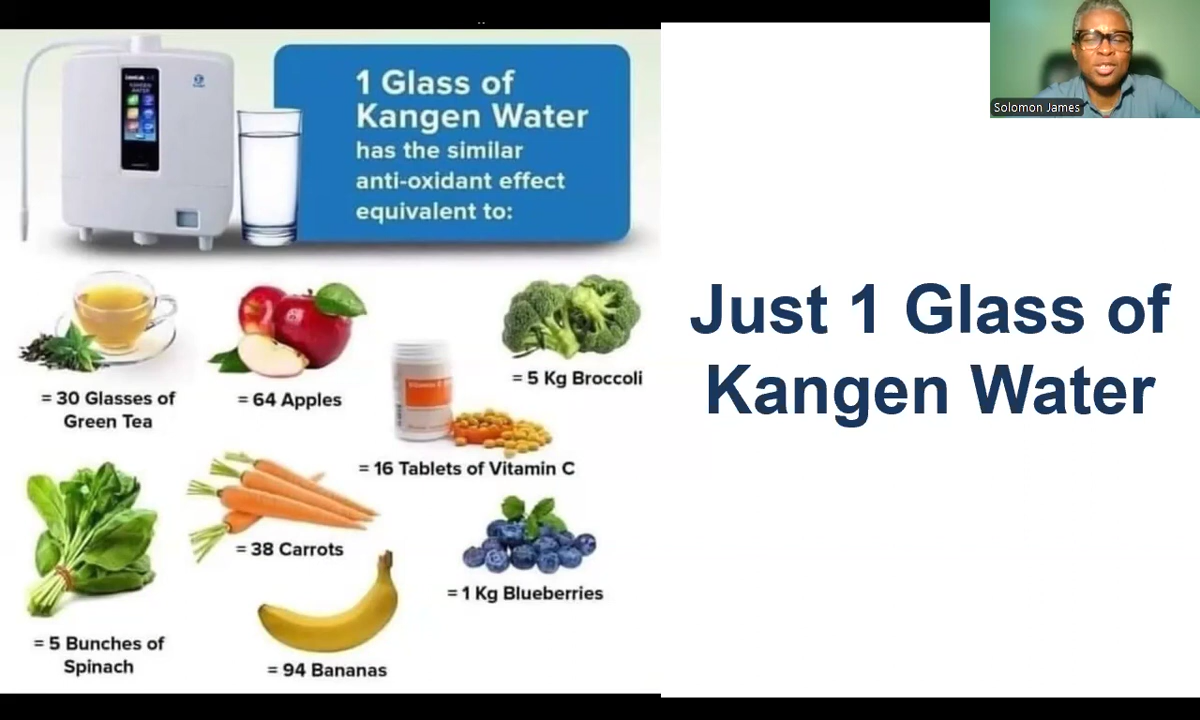 1 Glass of
Kangen Water
has the similar
anti-oxidant effect
equivalent to:
= 30 Glasses of
Green Tea
= 64 Apples
= 5 Kg Broccoli
= 16 Tablets of Vitamin C
= 38 Carrots
= 1 Kg Blueberries
= 5 Bunches of
Spinach
= 94 Bananas
Just 1 Glass of
Kangen Water
Solomon James